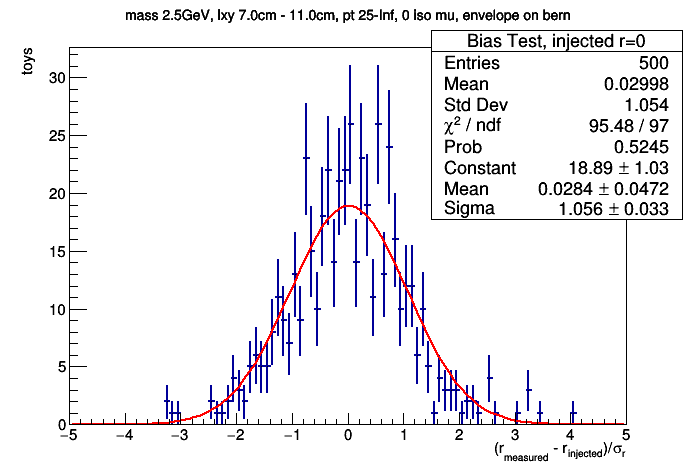 mass 2.5GeV, lxy 7.0cm - 11.0cm, pt 25-Inf, 0 Iso mu, envelope on bern
toys
Bias Test, injected r=0
Entries 500
Mean 0.02998
Std Dev 1.054
χ² / ndf 95.48 / 97
Prob 0.5245
Constant 18.89 ± 1.03
Mean 0.0284 ± 0.0472
Sigma 1.056 ± 0.033
30
25
20
15
10
5
0
−5 −4 −3 −2 −1 0 1 2 3 4 5
(r_measured - r_injected)/σ_r